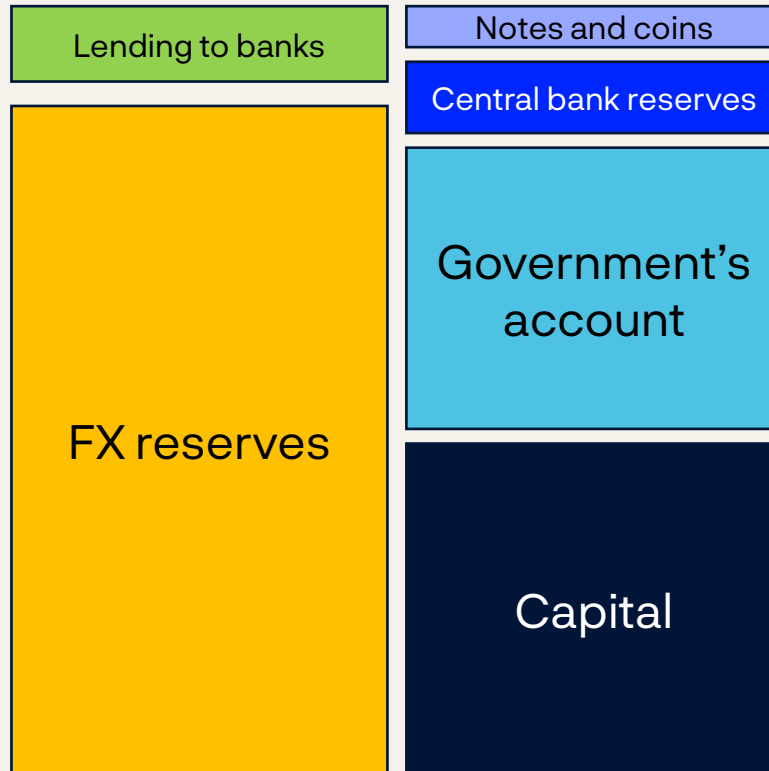 Lending to banks
FX reserves
Notes and coins
Central bank reserves
Government’s
account
Capital